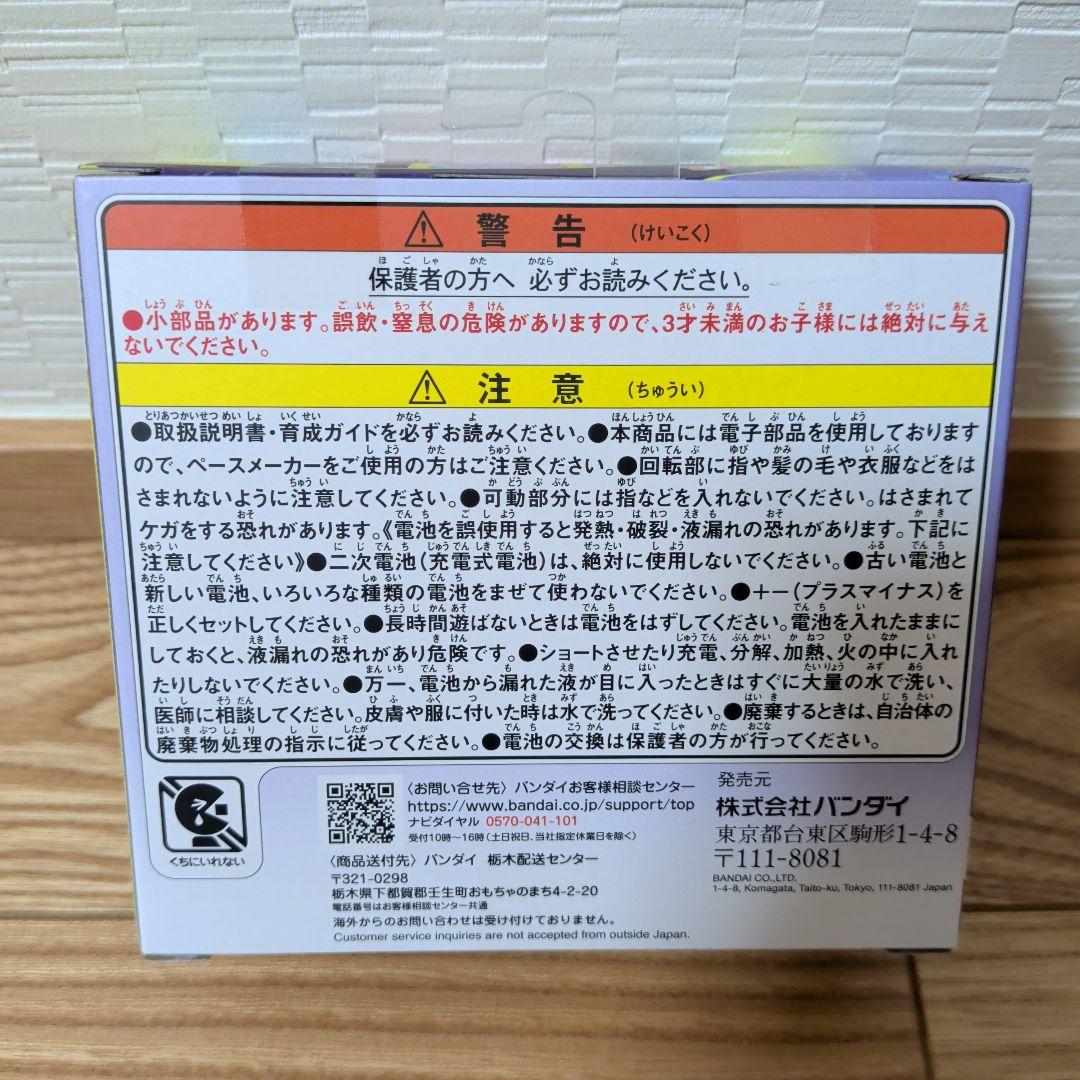 警告 (けいこく)
保護者の方へ 必ずお読みください。
●小部品があります。誤飲・窒息の危険がありますので、3才未満のお子様には絶対に与え
ないでください。
注意 (ちゅうい)
●取扱説明書・育成ガイドを必ずお読みください。●本商品には電子部品を使用しております
ので、ペースメーカーをご使用の方はご注意ください。●回転部に指や髪の毛や衣服などをは
さまれないように注意してください。●可動部分には指などを入れないでください。はさまれて
ケガをする恐れがあります。《電池を誤使用すると発熱・破裂・液漏れの恐れがあります。下記に
注意してください》●二次電池(充電式電池)は、絶対に使用しないでください。●古い電池と
新しい電池、いろいろな種類の電池をまぜて使わないでください。●+-(プラスマイナス)を
正しくセットしてください。●長時間遊ばないときは電池をはずしてください。電池を入れたままに
しておくと、液漏れの恐れがあり危険です。●ショートさせたり充電、分解、加熱、火の中に入れ
たりしないでください。●万一、電池から漏れた液が目に入ったときはすぐに大量の水で洗い、
医師に相談してください。皮膚や服に付いた時は水で洗ってください。●廃棄するときは、自治体の
廃棄物処理の指示に従ってください。●電池の交換は保護者の方が行ってください。
くちにいれない
〈お問い合せ先〉バンダイお客様相談センター
https://www.bandai.co.jp/support/top
ナビダイヤル 0570-041-101
受付10時〜16時(土日祝日、当社指定休業日を除く)
〈商品送付先〉バンダイ 栃木配送センター
〒321-0298
栃木県下都賀郡壬生町おもちゃのまち4-2-20
電話番号はお客様相談センター共通
海外からのお問い合わせは受け付けておりません。
Customer service inquiries are not accepted from outside Japan.
発売元
株式会社バンダイ
東京都台東区駒形1-4-8
〒111-8081
BANDAI CO.,LTD.
1-4-8, Komagata, Taito-ku, Tokyo, 111-8081 Japan